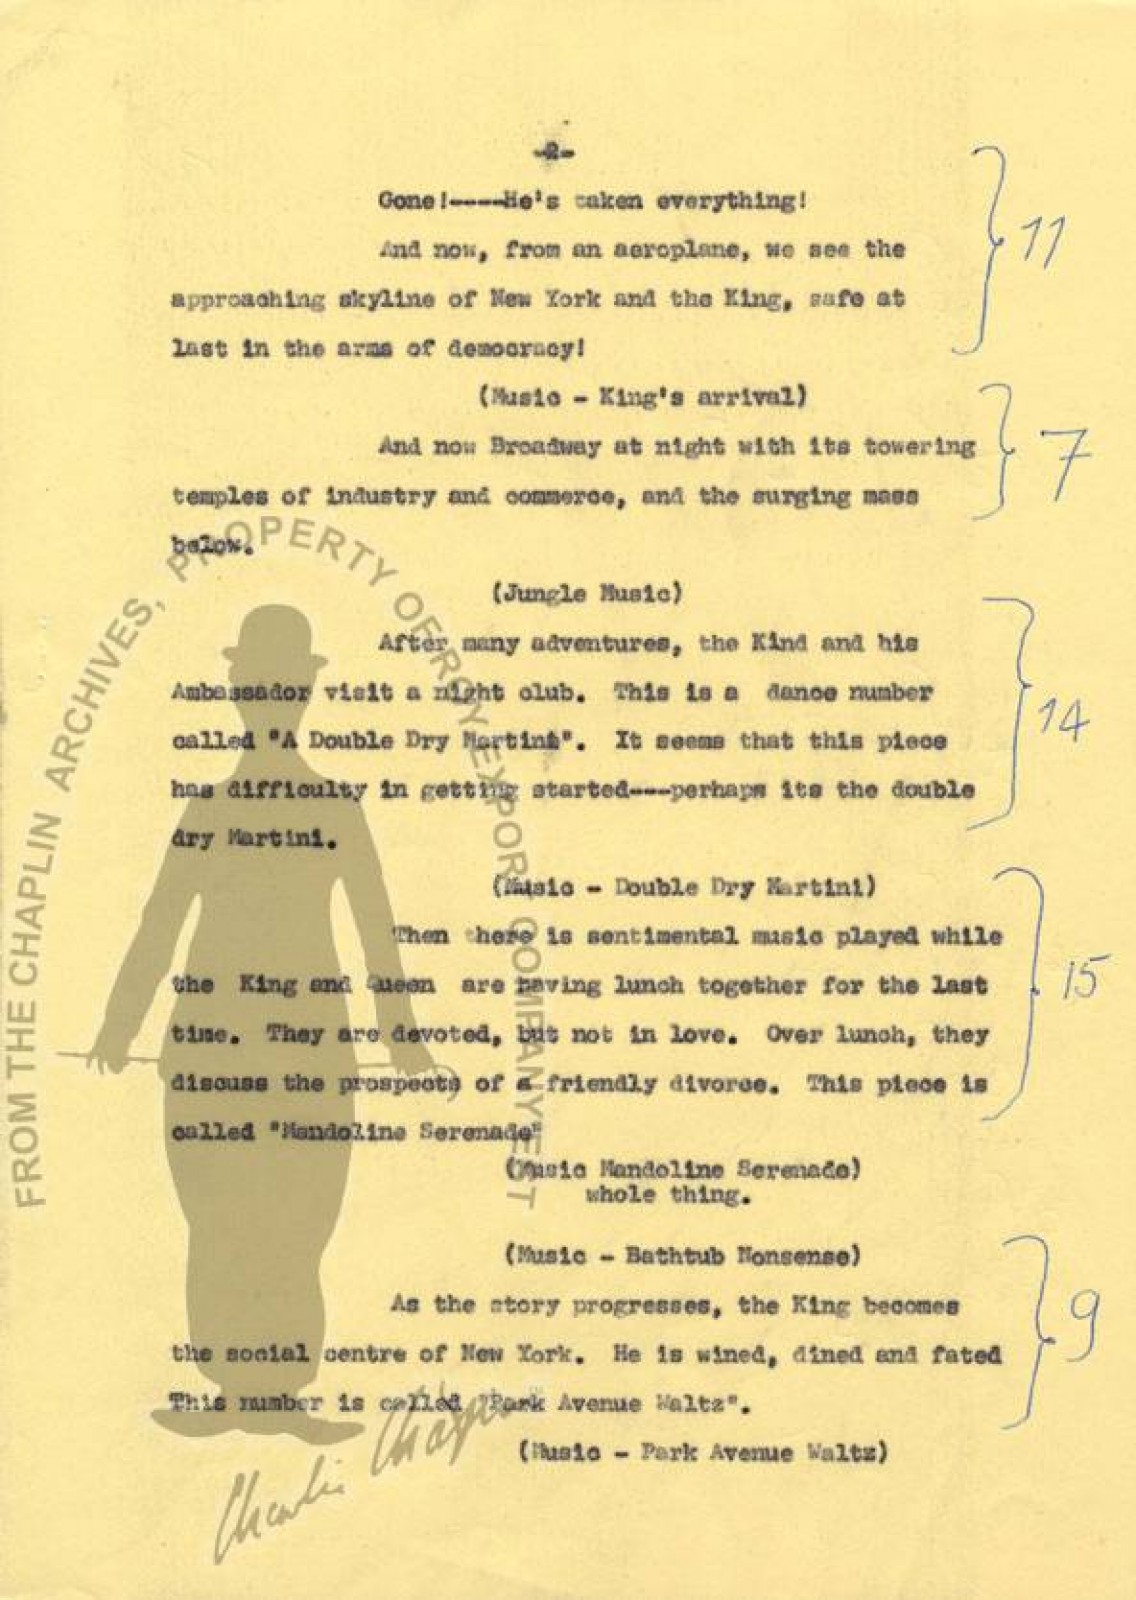 -2-
Gone!----He's taken everything!
And now, from an aeroplane, we see the
approaching skyline of New York and the King, safe at
last in the arms of democracy!
11
(Music - King's arrival)
And now Broadway at night with its towering
temples of industry and commerce, and the surging mass
below.
7
(Jungle Music)
After many adventures, the Kind and his
Ambassador visit a night club. This is a dance number
called "A Double Dry Martini". It seems that this piece
has difficulty in getting started---perhaps its the double
dry Martini.
14
(Music - Double Dry Martini)
Then there is sentimental music played while
the King and Queen are having lunch together for the last
time. They are devoted, but not in love. Over lunch, they
discuss the prospects of a friendly divorce. This piece is
called "Mandoline Serenade"
15
(Music Mandoline Serenade)
whole thing.
(Music - Bathtub Nonsense)
As the story progresses, the King becomes
the social centre of New York. He is wined, dined and fated
This number is called "Park Avenue Waltz".
9
(Music - Park Avenue Waltz)
FROM THE CHAPLIN ARCHIVES, PROPERTY OF ROY EXPORT COMPANY EST
Charlie Chaplin